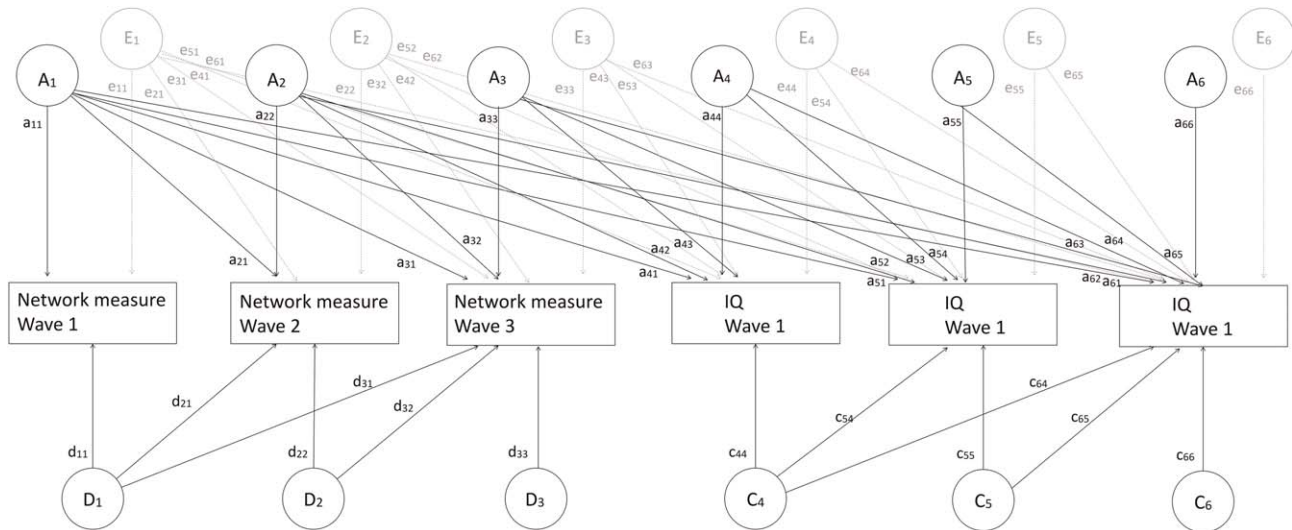 E1
E2
E3
E4
E5
E6
A1
A2
A3
A4
A5
A6
e51
e61
e52
e62
e63
e64
e65
e11
e21
e31
e41
e22
e32
e42
e33
e43
e53
e44
e54
e55
e66
a11
a22
a33
a44
a55
a66
a21
a31
a32
a41
a42
a43
a51
a52
a53
a54
a62
a61
a63
a64
a65
Network measure
Wave 1
Network measure
Wave 2
Network measure
Wave 3
IQ
Wave 1
IQ
Wave 1
IQ
Wave 1
d11
d21
d22
d31
d32
d33
c44
c54
c55
c64
c65
c66
D1
D2
D3
C4
C5
C6